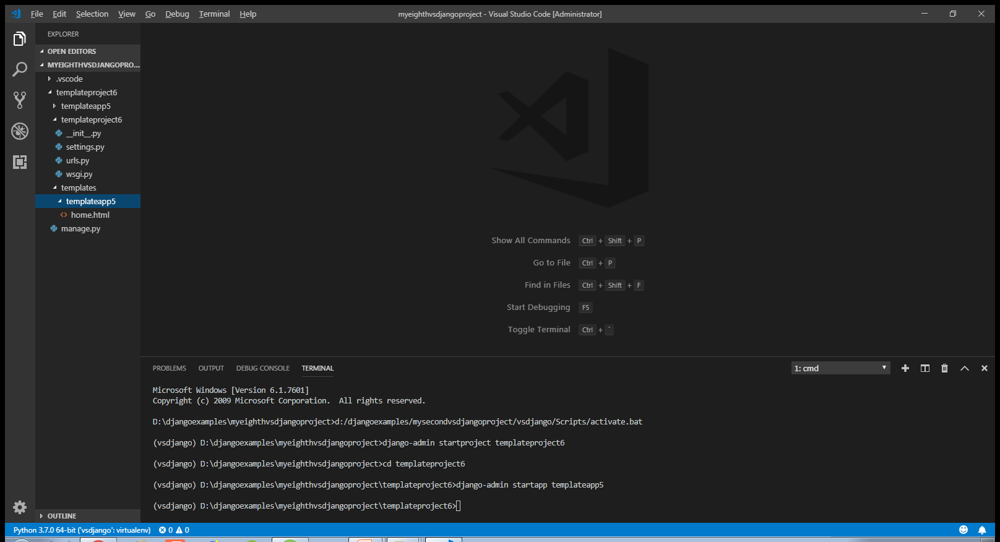 File Edit Selection View Go Debug Terminal Help
myeighthvsdjangoproject - Visual Studio Code [Administrator]
EXPLORER
OPEN EDITORS
MYEIGHTHVSDJANGOPRO...
.vscode
templateproject6
templateapp5
templateproject6
__init__.py
settings.py
urls.py
wsgi.py
templates
templateapp5
home.html
manage.py
OUTLINE
Show All Commands Ctrl + Shift + P
Go to File Ctrl + P
Find in Files Ctrl + Shift + F
Start Debugging F5
Toggle Terminal Ctrl + `
PROBLEMS OUTPUT DEBUG CONSOLE TERMINAL
1: cmd
Microsoft Windows [Version 6.1.7601]
Copyright (c) 2009 Microsoft Corporation.  All rights reserved.
D:\djangoexamples\myeighthvsdjangoproject>d:/djangoexamples/mysecondvsdjangoproject/vsdjango/Scripts/activate.bat
(vsdjango) D:\djangoexamples\myeighthvsdjangoproject>django-admin startproject templateproject6
(vsdjango) D:\djangoexamples\myeighthvsdjangoproject>cd templateproject6
(vsdjango) D:\djangoexamples\myeighthvsdjangoproject\templateproject6>django-admin startapp templateapp5
(vsdjango) D:\djangoexamples\myeighthvsdjangoproject\templateproject6>
Python 3.7.0 64-bit ('vsdjango': virtualenv) 0 0